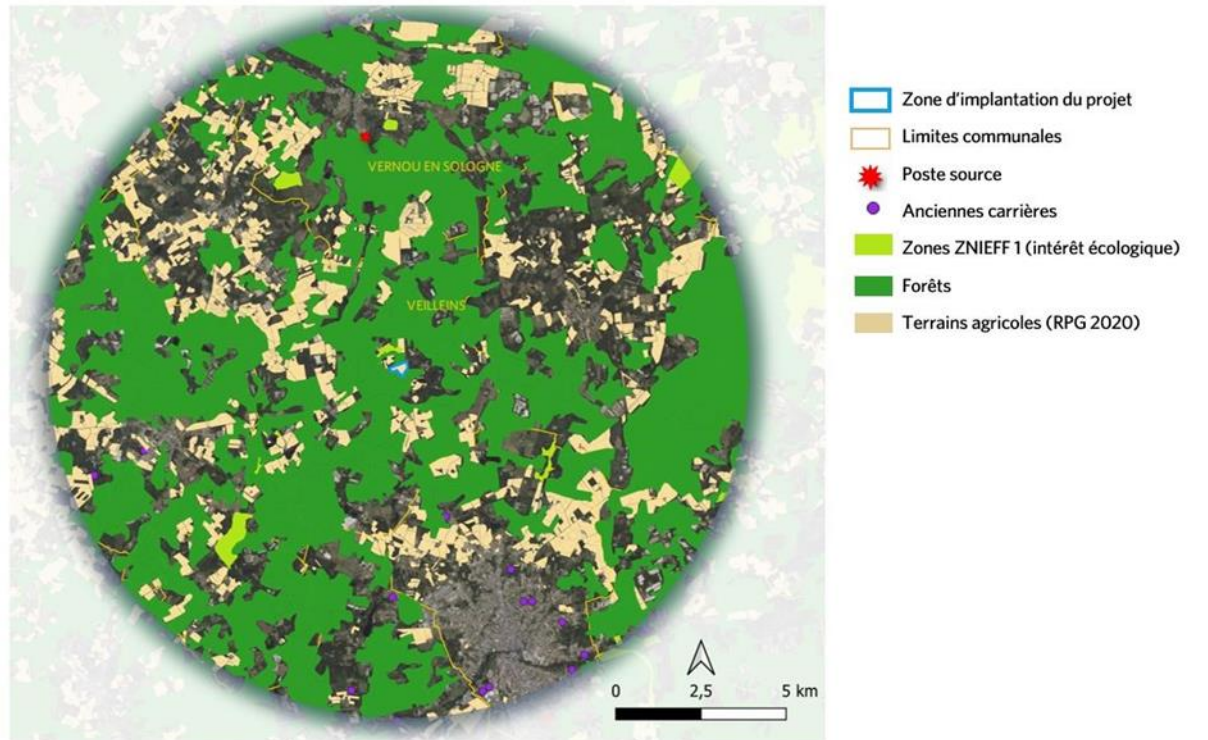 VERNOU EN SOLOGNE
VEILLEINS
0 2,5 5 km
Zone d'implantation du projet
Limites communales
Poste source
Anciennes carrières
Zones ZNIEFF 1 (intérêt écologique)
Forêts
Terrains agricoles (RPG 2020)